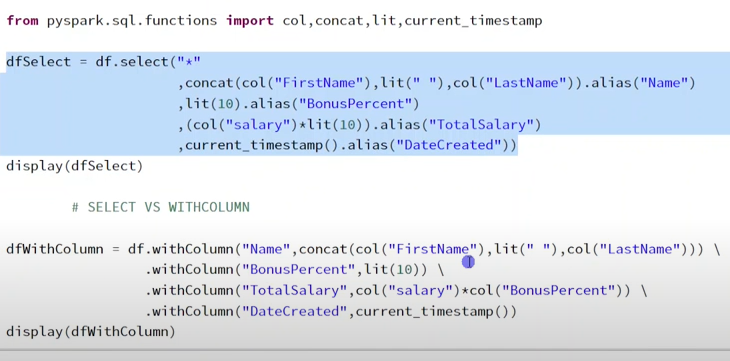 from pyspark.sql.functions import col,concat,lit,current_timestamp
dfSelect = df.select("*"
,concat(col("FirstName"),lit(" "),col("LastName")).alias("Name")
,lit(10).alias("BonusPercent")
,(col("salary")*lit(10)).alias("TotalSalary")
,current_timestamp().alias("DateCreated"))
display(dfSelect)
# SELECT VS WITHCOLUMN
dfWithColumn = df.withColumn("Name",concat(col("FirstName"),lit(" "),col("LastName"))) \
.withColumn("BonusPercent",lit(10)) \
.withColumn("TotalSalary",col("salary")*col("BonusPercent")) \
.withColumn("DateCreated",current_timestamp())
display(dfWithColumn)